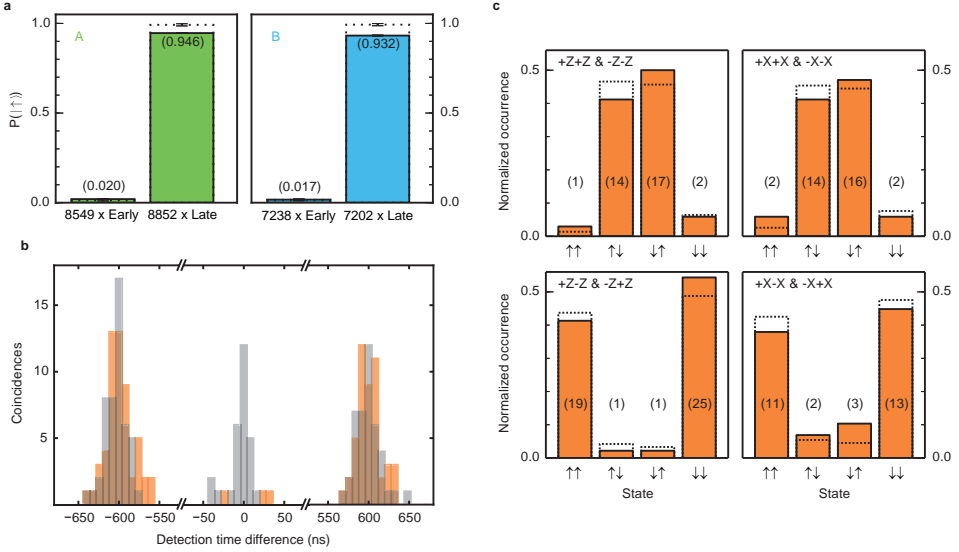 a
P(|↑⟩)
1.0
0.5
0.0
A
(0.946)
(0.020)
8549 x Early 8852 x Late
B
(0.932)
(0.017)
7238 x Early 7202 x Late
1.0
0.5
0.0
b
Coincidences
15
10
5
−650 −600 −550
−50 0 50
550 600 650
Detection time difference (ns)
c
Normalized occurrence
+Z+Z & -Z-Z
0.5
0.0
(1) (14) (17) (2)
↑↑ ↑↓ ↓↑ ↓↓
+X+X & -X-X
0.5
0.0
(2) (14) (16) (2)
↑↑ ↑↓ ↓↑ ↓↓
Normalized occurrence
+Z-Z & -Z+Z
0.5
0.0
(19) (1) (1) (25)
↑↑ ↑↓ ↓↑ ↓↓
State
+X-X & -X+X
0.5
0.0
(11) (2) (3) (13)
↑↑ ↑↓ ↓↑ ↓↓
State